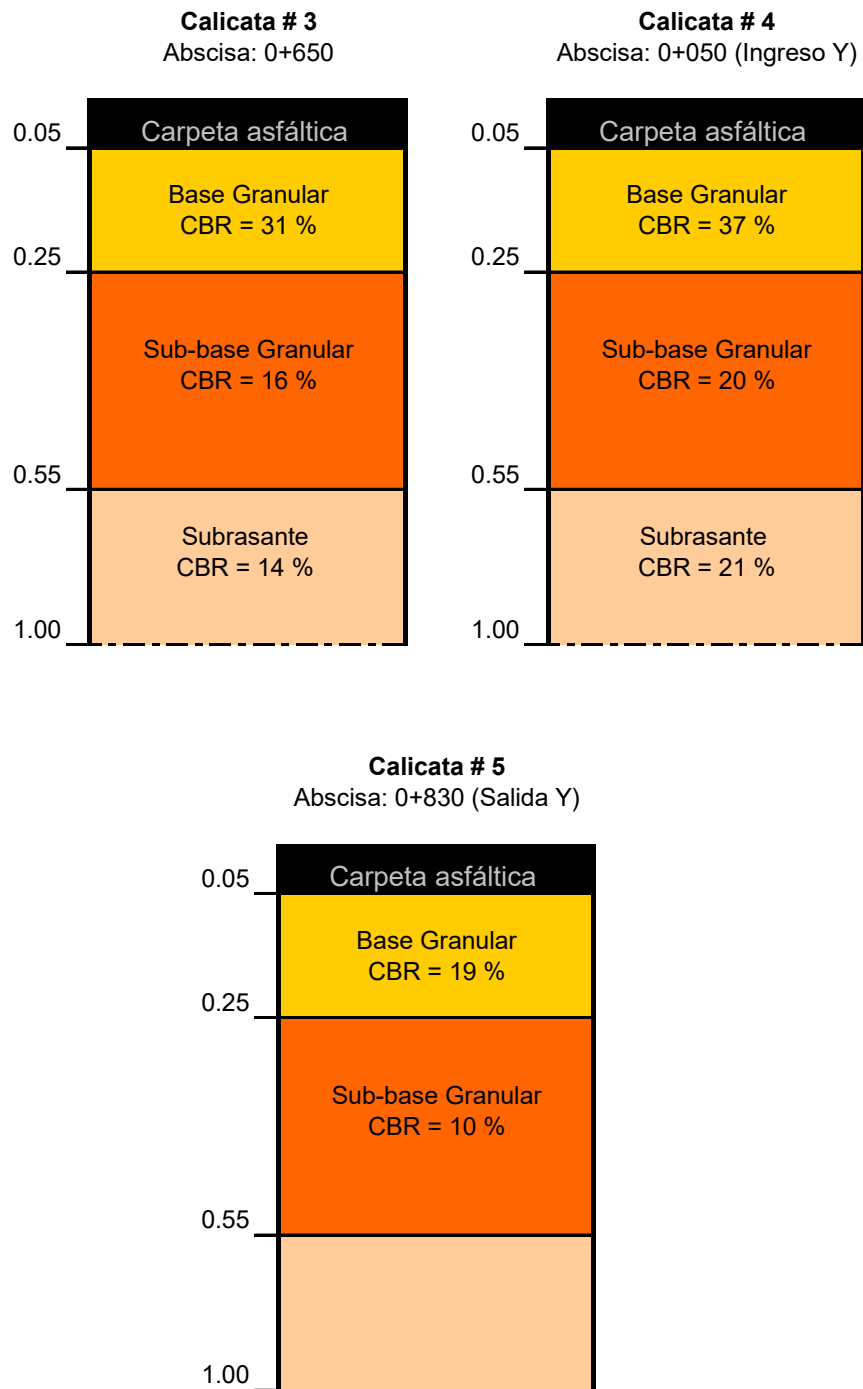 Calicata # 3
Abscisa: 0+650
0.05
Carpeta asfáltica
Base Granular
CBR = 31 %
0.25
Sub-base Granular
CBR = 16 %
0.55
Subrasante
CBR = 14 %
1.00
Calicata # 4
Abscisa: 0+050 (Ingreso Y)
0.05
Carpeta asfáltica
Base Granular
CBR = 37 %
0.25
Sub-base Granular
CBR = 20 %
0.55
Subrasante
CBR = 21 %
1.00
Calicata # 5
Abscisa: 0+830 (Salida Y)
0.05
Carpeta asfáltica
Base Granular
CBR = 19 %
0.25
Sub-base Granular
CBR = 10 %
0.55
1.00